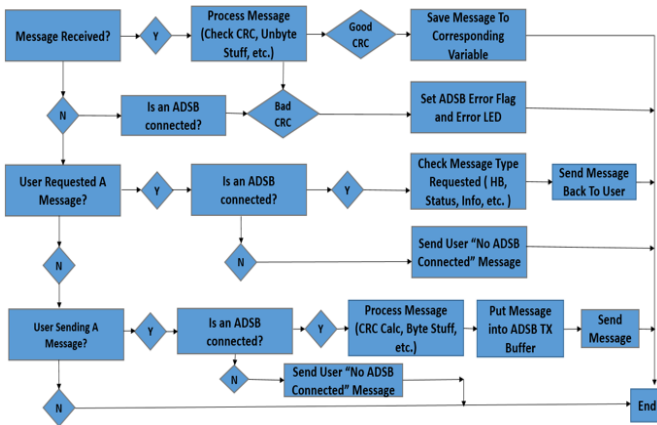 Message Received?
Y
Process Message
(Check CRC, Unbyte
Stuff, etc.)
Good
CRC
Save Message To
Corresponding
Variable
N
Is an ADSB
connected?
Bad
CRC
Set ADSB Error Flag
and Error LED
User Requested A
Message?
Y
Is an ADSB
connected?
Y
Check Message Type
Requested ( HB,
Status, Info, etc. )
Send Message
Back To User
N
N
Send User “No ADSB
Connected” Message
User Sending A
Message?
Y
Is an ADSB
connected?
Y
Process Message
(CRC Calc, Byte Stuff,
etc.)
Put Message
into ADSB TX
Buffer
Send
Message
N
Send User “No ADSB
Connected” Message
N
End